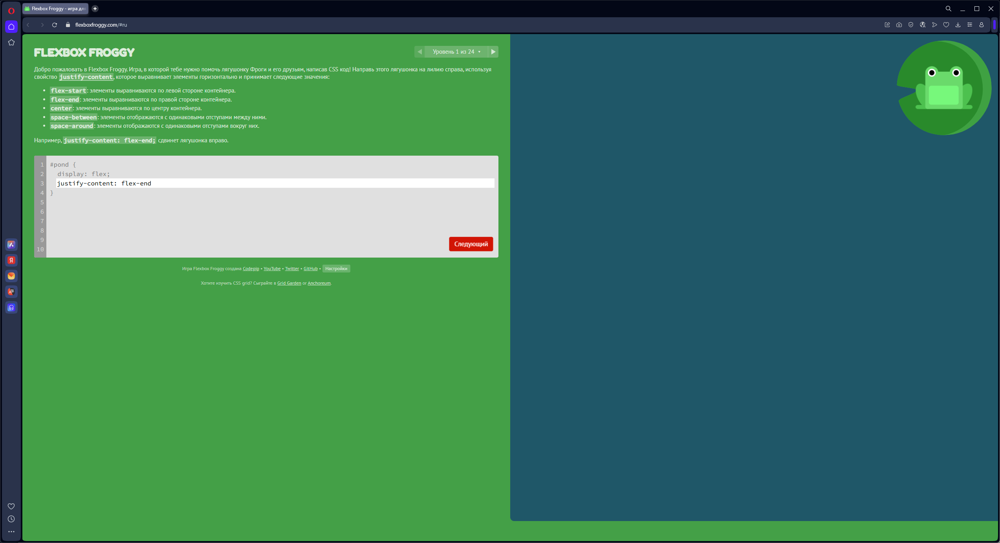 Flexbox Froggy - игра для
flexboxfroggy.com/#ru
FLEXBOX FROGGY
Уровень 1 из 24
Добро пожаловать в Flexbox Froggy. Игра, в которой тебе нужно помочь лягушонку Фроги и его друзьям, написав CSS код! Направь этого лягушонка на лилию справа, используя
свойство justify-content, которое выравнивает элементы горизонтально и принимает следующие значения:
• flex-start: элементы выравниваются по левой стороне контейнера.
• flex-end: элементы выравниваются по правой стороне контейнера.
• center: элементы выравниваются по центру контейнера.
• space-between: элементы отображаются с одинаковыми отступами между ними.
• space-around: элементы отображаются с одинаковыми отступами вокруг них.
Например, justify-content: flex-end; сдвинет лягушонка вправо.
1 #pond {
2 display: flex;
3 justify-content: flex-end
4 }
5
6
7
8
9
10
Следующий
Игра Flexbox Froggy создана Codepip • YouTube • Twitter • GitHub • Настройки
Хотите изучить CSS grid? Сыграйте в Grid Garden or Anchoreum.
Я